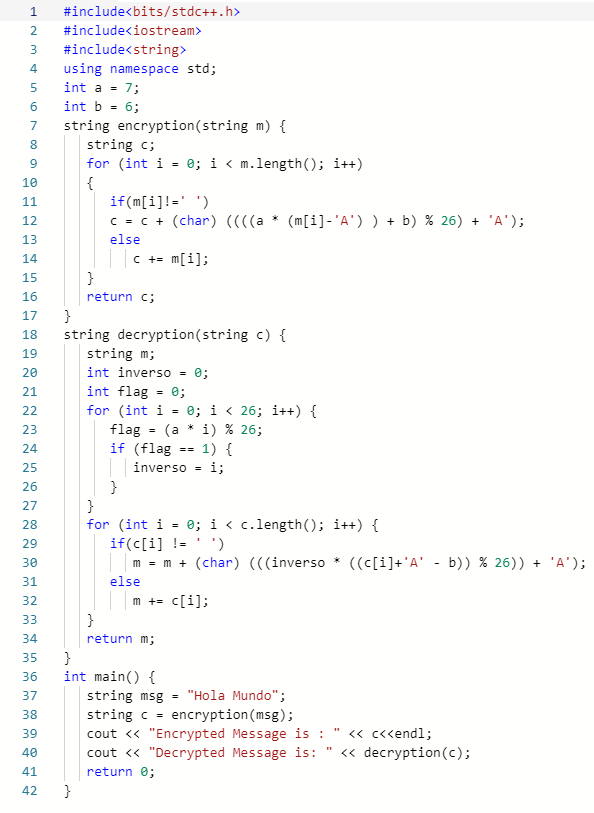 1 #include<bits/stdc++.h>
2 #include<iostream>
3 #include<string>
4 using namespace std;
5 int a = 7;
6 int b = 6;
7 string encryption(string m) {
8 string c;
9 for (int i = 0; i < m.length(); i++)
10 {
11 if(m[i]!=' ')
12 c = c + (char) ((((a * (m[i]-'A') ) + b) % 26) + 'A');
13 else
14 c += m[i];
15 }
16 return c;
17 }
18 string decryption(string c) {
19 string m;
20 int inverso = 0;
21 int flag = 0;
22 for (int i = 0; i < 26; i++) {
23 flag = (a * i) % 26;
24 if (flag == 1) {
25 inverso = i;
26 }
27 }
28 for (int i = 0; i < c.length(); i++) {
29 if(c[i] != ' ')
30 m = m + (char) (((inverso * ((c[i]+'A' - b)) % 26)) + 'A');
31 else
32 m += c[i];
33 }
34 return m;
35 }
36 int main() {
37 string msg = "Hola Mundo";
38 string c = encryption(msg);
39 cout << "Encrypted Message is : " << c<<endl;
40 cout << "Decrypted Message is: " << decryption(c);
41 return 0;
42 }